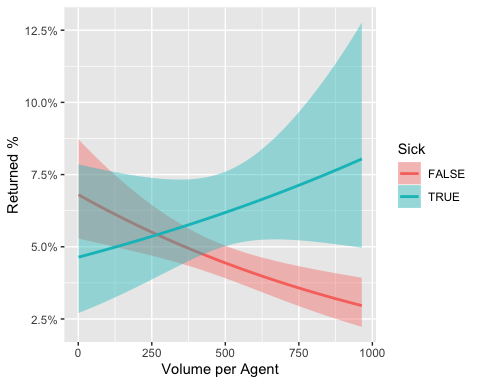 12.5%
10.0%
7.5%
5.0%
2.5%
Returned %
0
250
500
750
1000
Volume per Agent
Sick
FALSE
TRUE